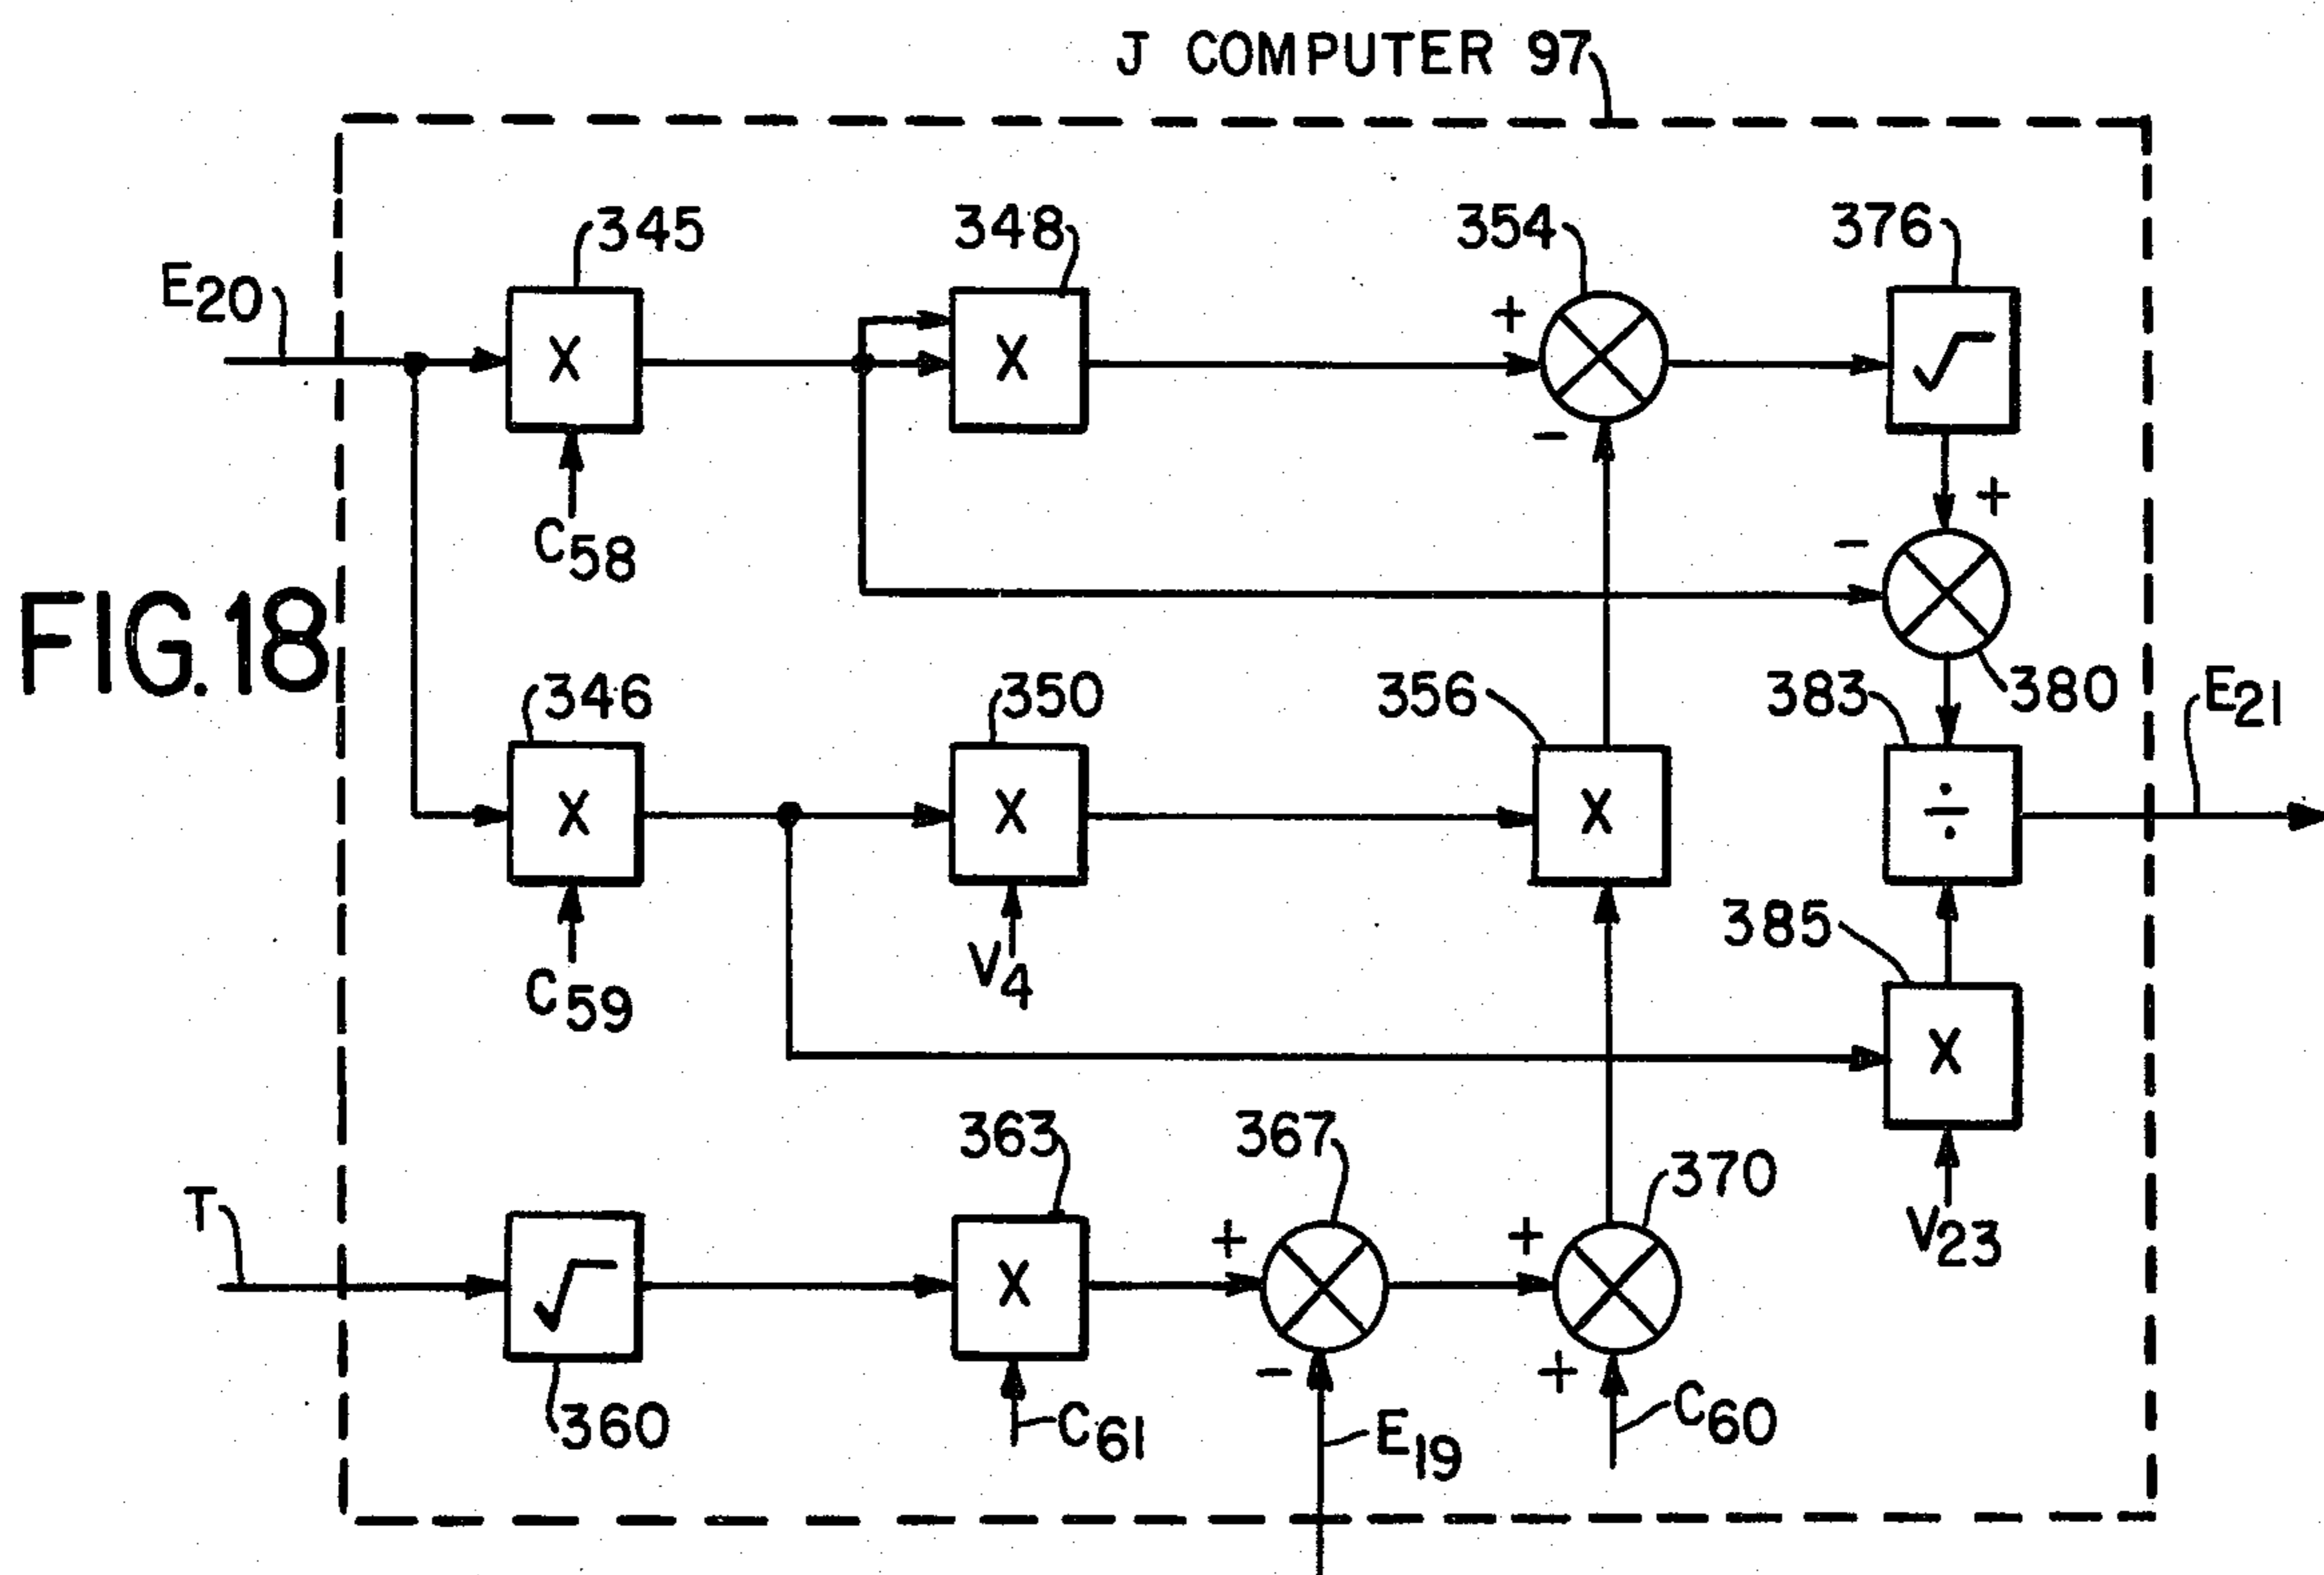 J COMPUTER 97
345
348
354
376
E20
X
X
+
√
-
+
C58
-
FIG.18
346
350
356
383
380
E21
X
X
X
÷
385
C59
V4
X
363
367
370
T
+
+
V23
√
X
-
+
360
C61
E19
C60